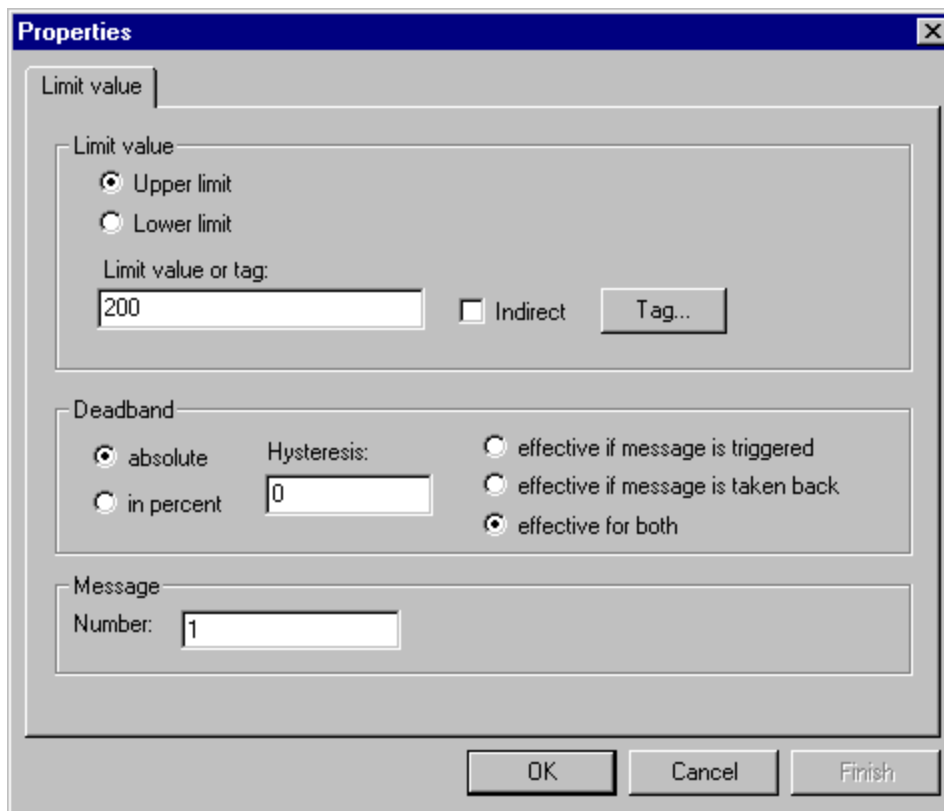 Properties
Limit value
Limit value
Upper limit
Lower limit
Limit value or tag:
200
Indirect
Tag...
Deadband
absolute
in percent
Hysteresis:
0
effective if message is triggered
effective if message is taken back
effective for both
Message
Number:
1
OK
Cancel
Finish